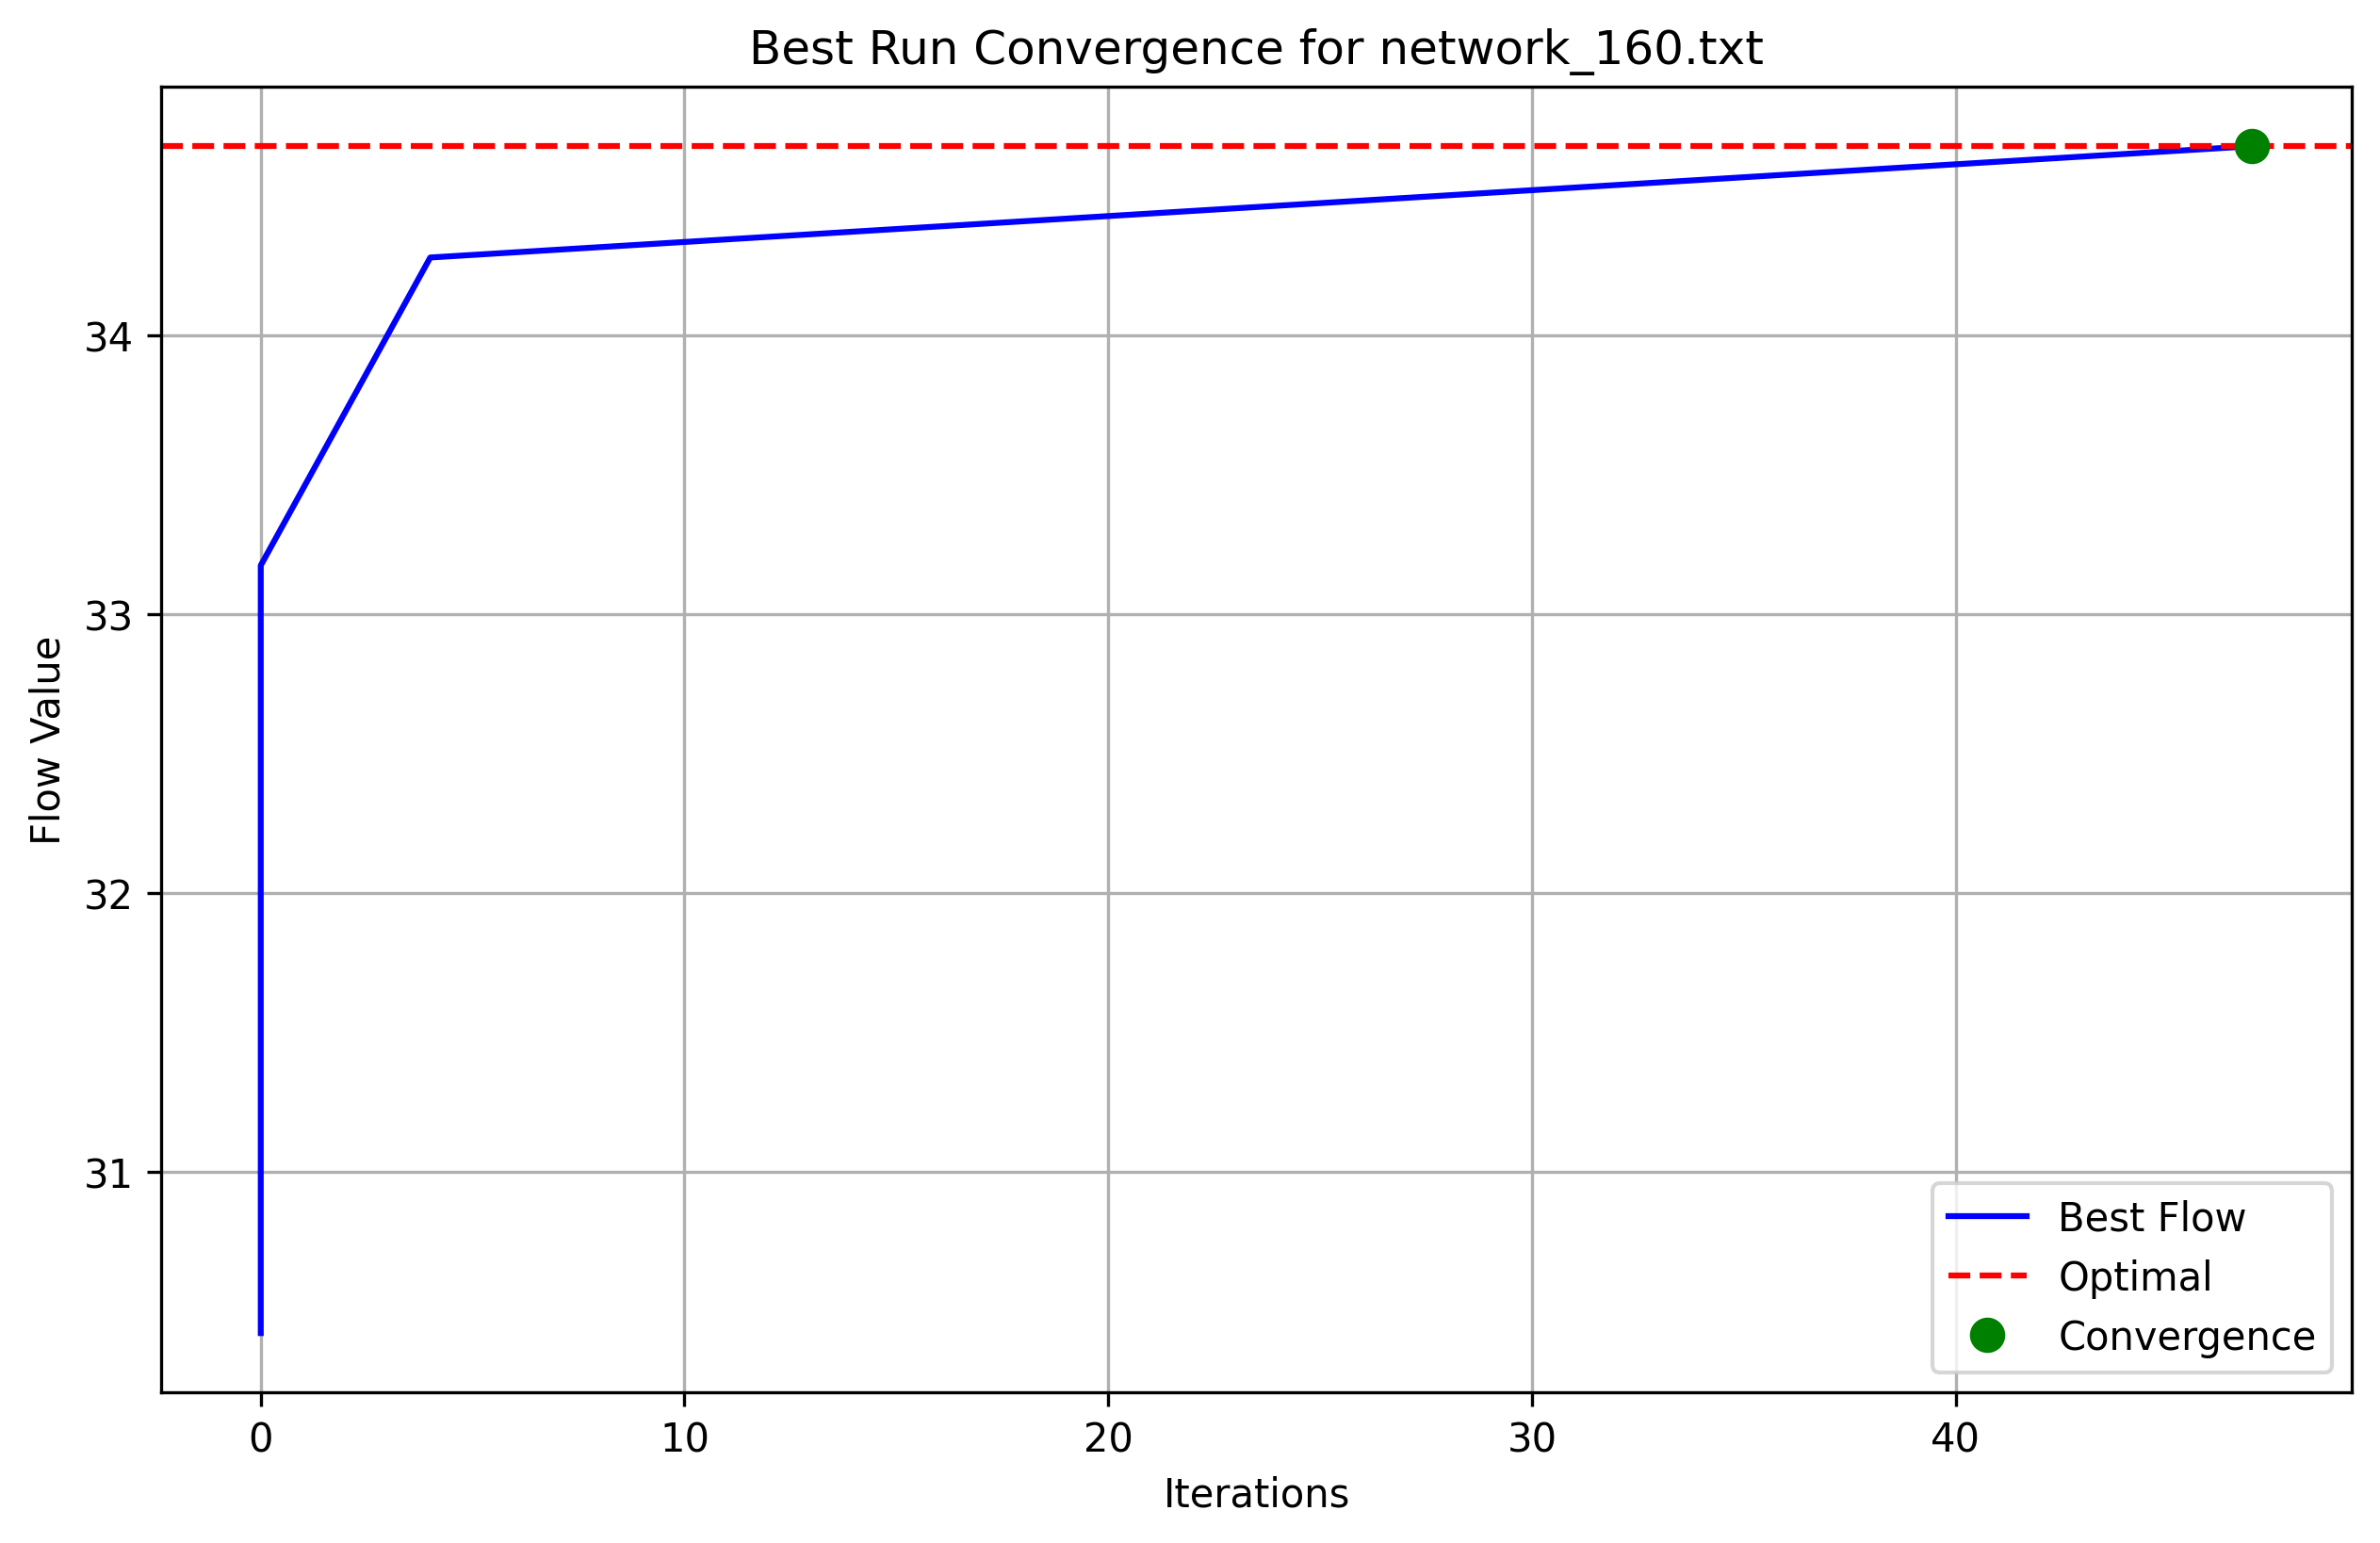 Best Run Convergence for network_160.txt
Flow Value
34
33
32
31
0 10 20 30 40
Iterations
Best Flow
Optimal
Convergence